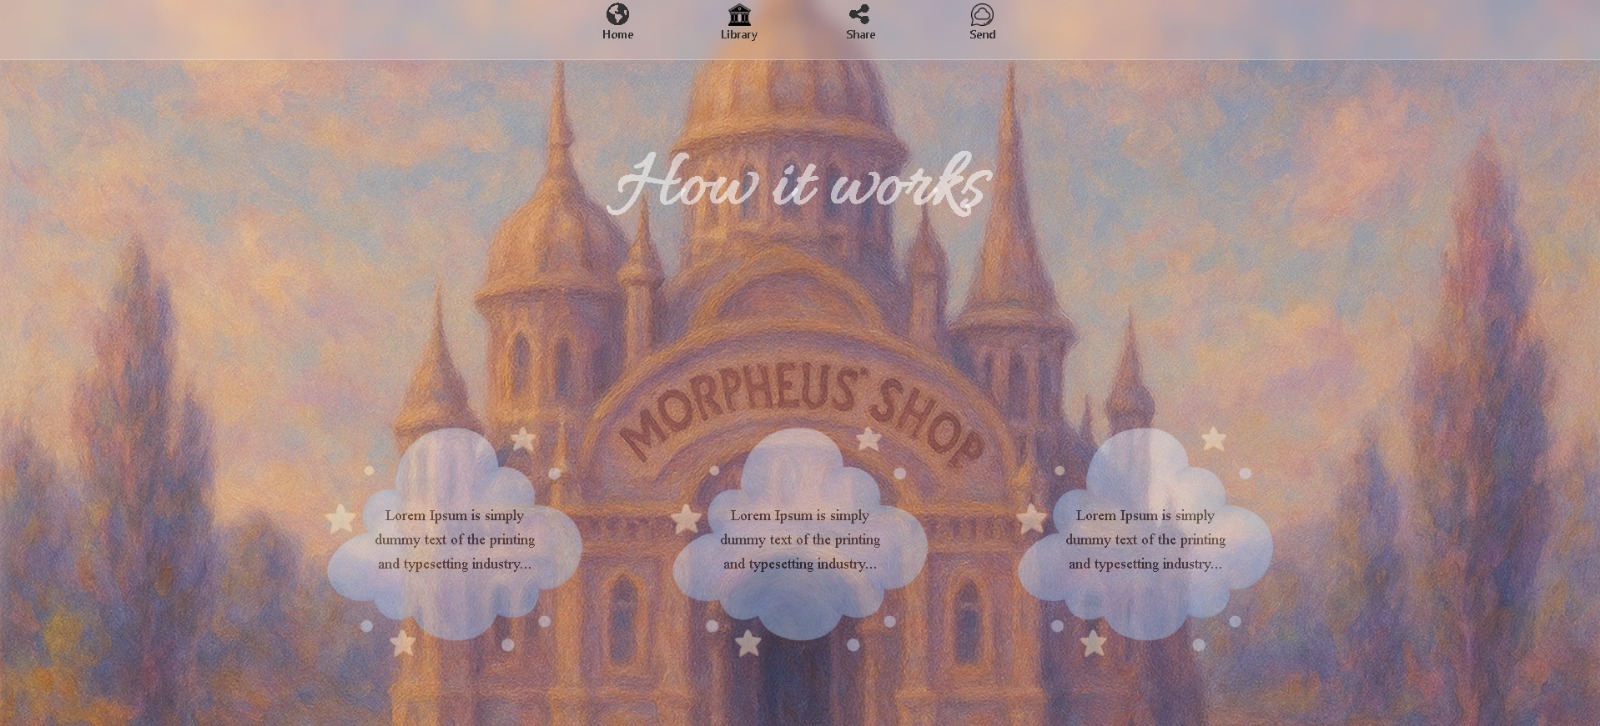 Home
Library
Share
Send
How it works
MORPHEUS' SHOP
Lorem Ipsum is simply
dummy text of the printing
and typesetting industry...
Lorem Ipsum is simply
dummy text of the printing
and typesetting industry...
Lorem Ipsum is simply
dummy text of the printing
and typesetting industry...